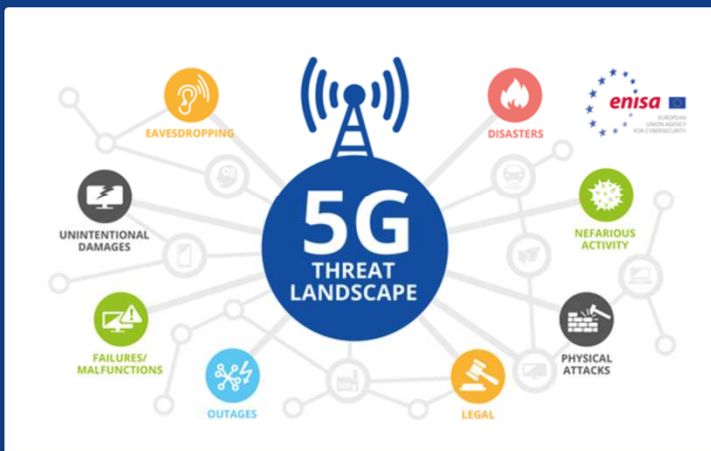 EAVESDROPPING
DISASTERS
enisa
EUROPEAN
UNION AGENCY
FOR CYBERSECURITY
5G
THREAT
LANDSCAPE
UNINTENTIONAL
DAMAGES
NEFARIOUS
ACTIVITY
FAILURES/
MALFUNCTIONS
PHYSICAL
ATTACKS
OUTAGES
LEGAL